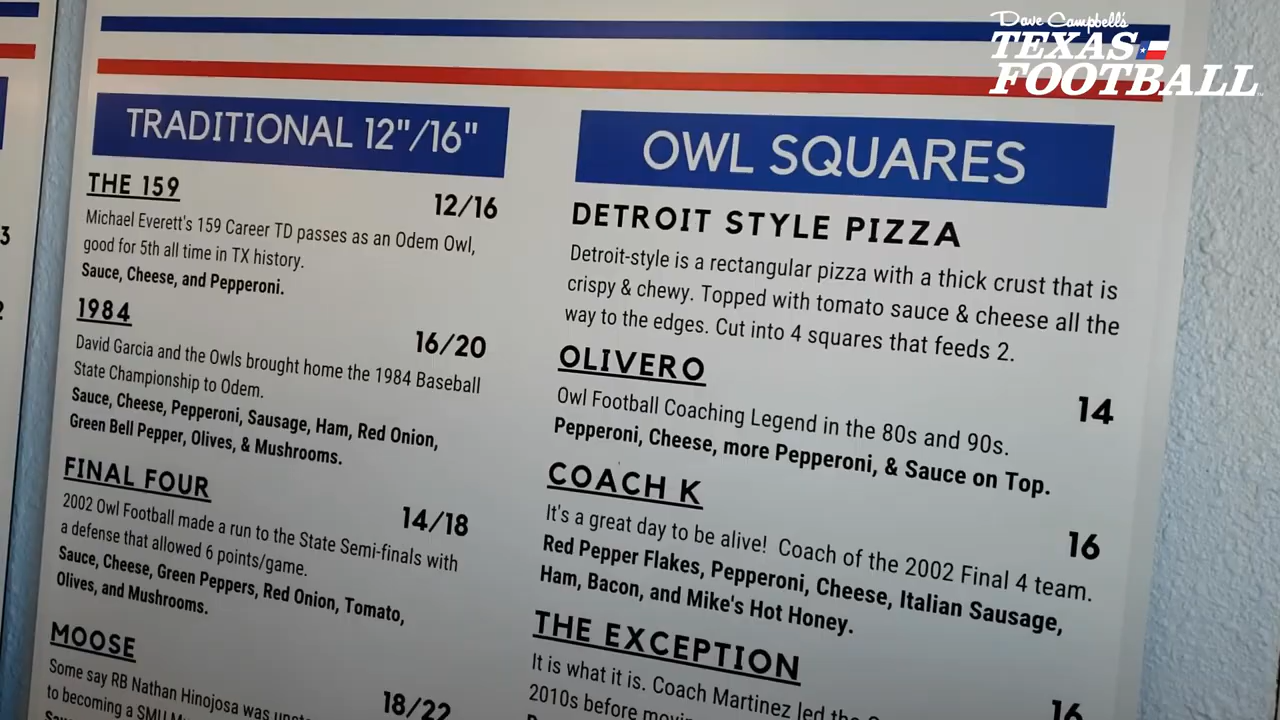 Dave Campbell's
TEXAS
FOOTBALL
TRADITIONAL 12"/16"
THE 159
12/16
Michael Everett's 159 Career TD passes as an Odem Owl,
good for 5th all time in TX history.
Sauce, Cheese, and Pepperoni.
1984
16/20
David Garcia and the Owls brought home the 1984 Baseball
State Championship to Odem.
Sauce, Cheese, Pepperoni, Sausage, Ham, Red Onion,
Green Bell Pepper, Olives, & Mushrooms.
FINAL FOUR
14/18
2002 Owl Football made a run to the State Semi-finals with
a defense that allowed 6 points/game.
Sauce, Cheese, Green Peppers, Red Onion, Tomato,
Olives, and Mushrooms.
MOOSE
18/22
Some say RB Nathan Hinojosa was
to becoming a SMU
OWL SQUARES
DETROIT STYLE PIZZA
Detroit-style is a rectangular pizza with a thick crust that is
crispy & chewy. Topped with tomato sauce & cheese all the
way to the edges. Cut into 4 squares that feeds 2.
OLIVERO
14
Owl Football Coaching Legend in the 80s and 90s.
Pepperoni, Cheese, more Pepperoni, & Sauce on Top.
COACH K
16
It's a great day to be alive! Coach of the 2002 Final 4 team.
Red Pepper Flakes, Pepperoni, Cheese, Italian Sausage,
Ham, Bacon, and Mike's Hot Honey.
THE EXCEPTION
16
It is what it is. Coach Martinez led the
2010s before